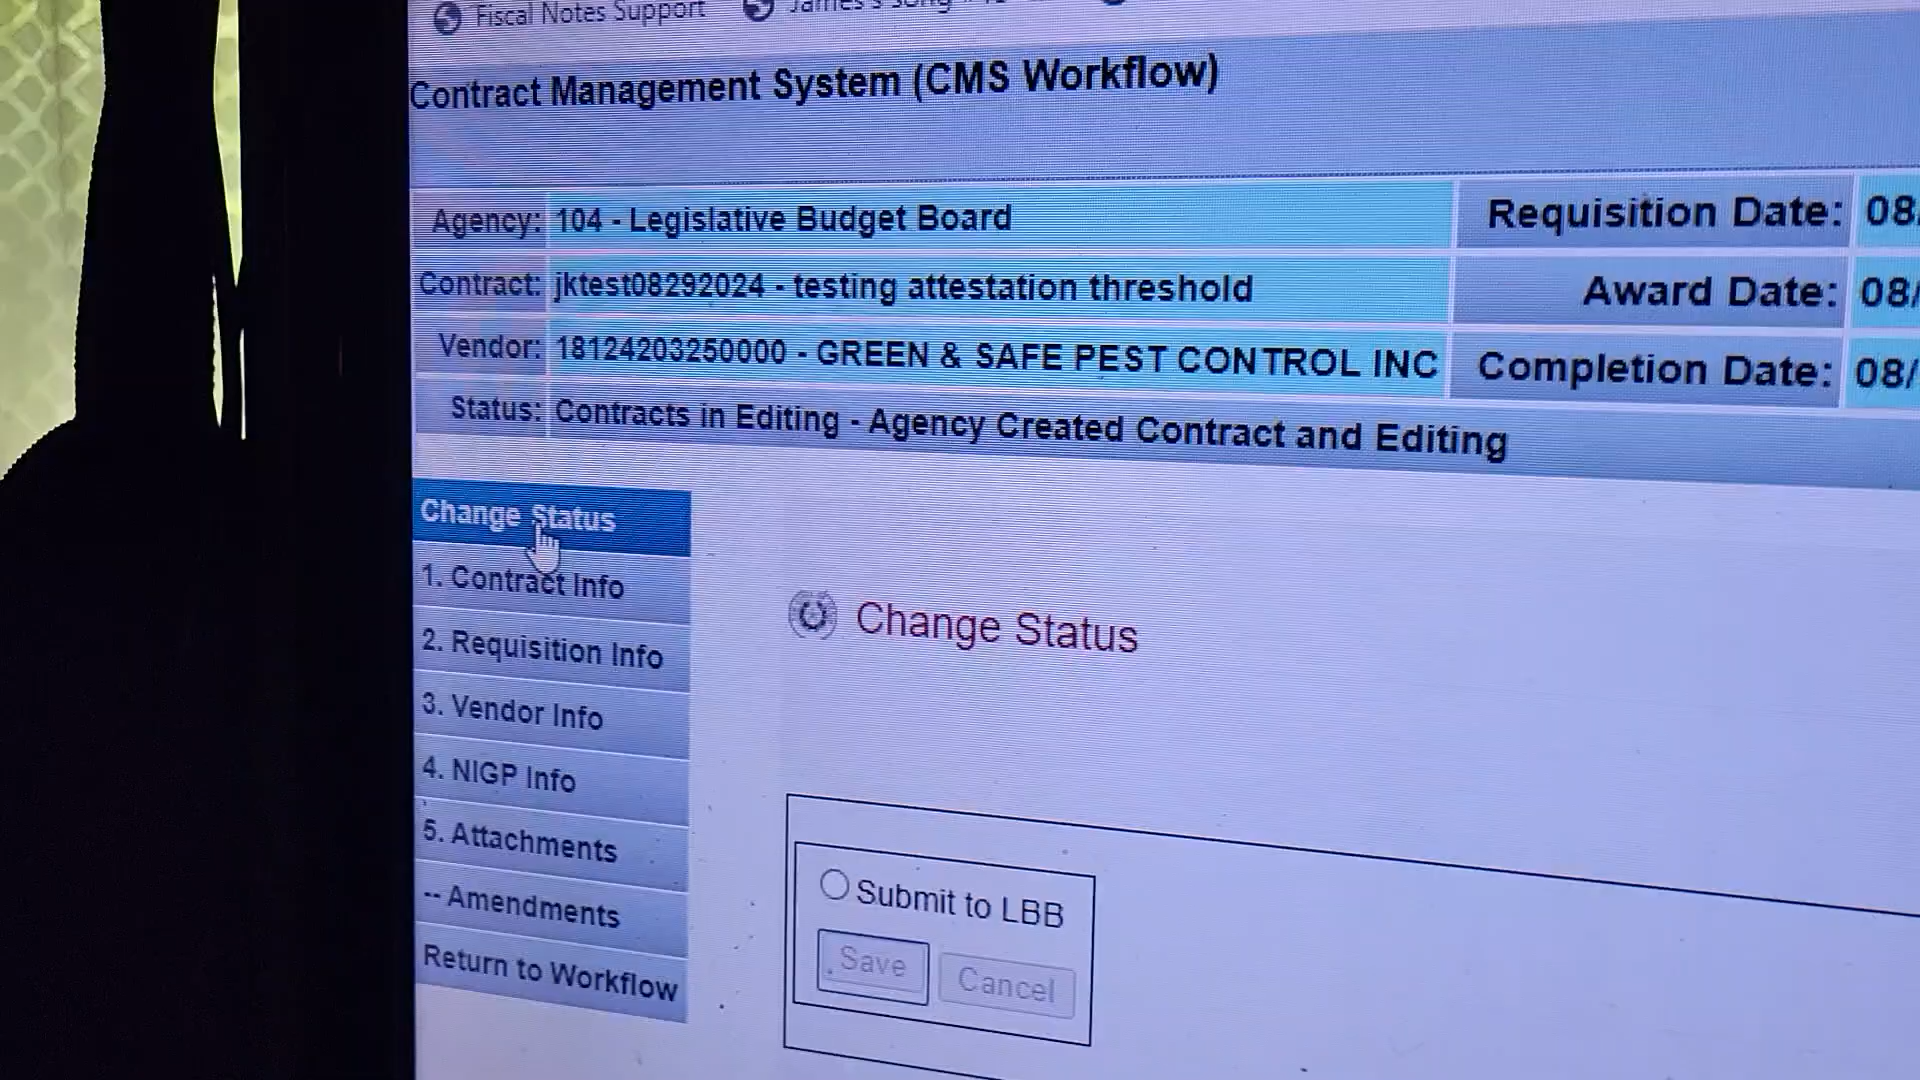 Fiscal Notes Support
Contract Management System (CMS Workflow)
Agency: 104 - Legislative Budget Board
Requisition Date: 08
Contract: jktest08292024 - testing attestation threshold
Award Date: 08/
Vendor: 18124203250000 - GREEN & SAFE PEST CONTROL INC
Completion Date: 08/
Status: Contracts in Editing - Agency Created Contract and Editing
Change Status
1. Contract Info
2. Requisition Info
3. Vendor Info
4. NIGP Info
5. Attachments
-- Amendments
Return to Workflow
Change Status
Submit to LBB
Save Cancel